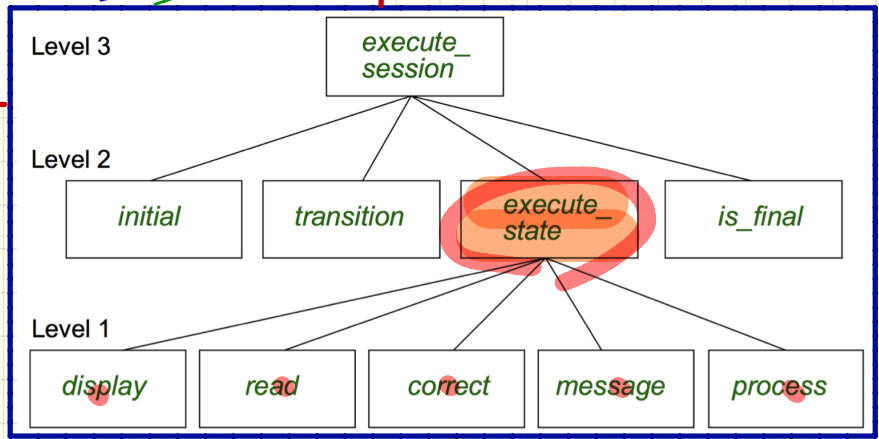 Level 3
execute_
session
Level 2
initial
transition
execute_
state
is_final
Level 1
display
read
correct
message
process